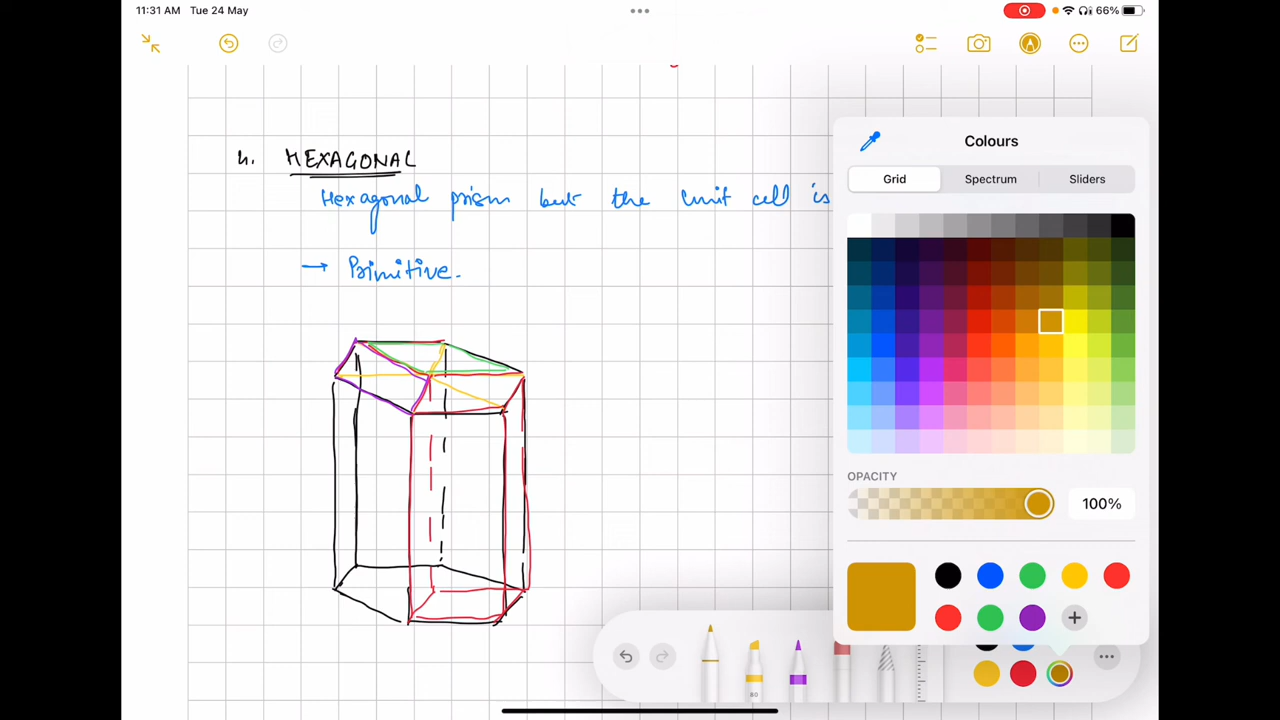 11:31 AM Tue 24 May
66%
4. HEXAGONAL
Hexagonal prism but the unit cell is
→ Primitive.
Colours
Grid Spectrum Sliders
OPACITY
100%
80